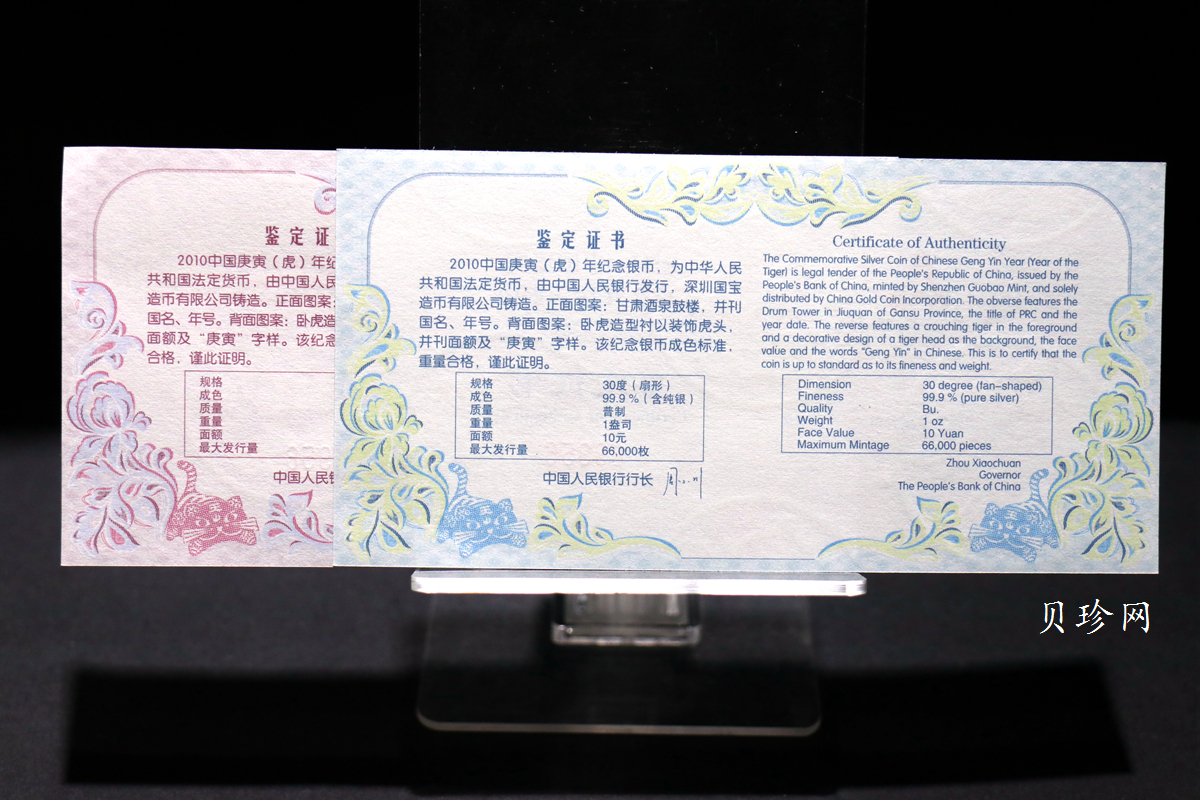 鉴定证
2010中国庚寅（虎）年纪
共和国法定货币，由中国人民
造币有限公司铸造。正面图案：
国名、年号。背面图案：卧虎造
面额及“庚寅”字样。该纪念
合格，谨此证明。
规格
成色
质量
重量
面额
最大发行量
中国人民银
鉴定证书
2010中国庚寅（虎）年纪念银币，为中华人民
共和国法定货币，由中国人民银行发行，深圳国宝
造币有限公司铸造。正面图案：甘肃酒泉鼓楼，并刊
国名、年号。背面图案：卧虎造型衬以装饰虎头，
并刊面额及“庚寅”字样。该纪念银币成色标准，
重量合格，谨此证明。
规格 30度（扇形）
成色 99.9％（含纯银）
质量 普制
重量 1盎司
面额 10元
最大发行量 66,000枚
中国人民银行行长
Certificate of Authenticity
The Commemorative Silver Coin of Chinese Geng Yin Year (Year of the
Tiger) is legal tender of the People's Republic of China, issued by the
People's Bank of China, minted by Shenzhen Guobao Mint, and solely
distributed by China Gold Coin Incorporation. The obverse features the
Drum Tower in Jiuquan of Gansu Province, the title of PRC and the
year date. The reverse features a crouching tiger in the foreground
and a decorative design of a tiger head as the background, the face
value and the words "Geng Yin" in Chinese. This is to certify that the
coin is up to standard as to its fineness and weight.
Dimension 30 degree (fan-shaped)
Fineness 99.9 % (pure silver)
Quality Bu.
Weight 1 oz
Face Value 10 Yuan
Maximum Mintage 66,000 pieces
Zhou Xiaochuan
Governor
The People's Bank of China
贝珍网